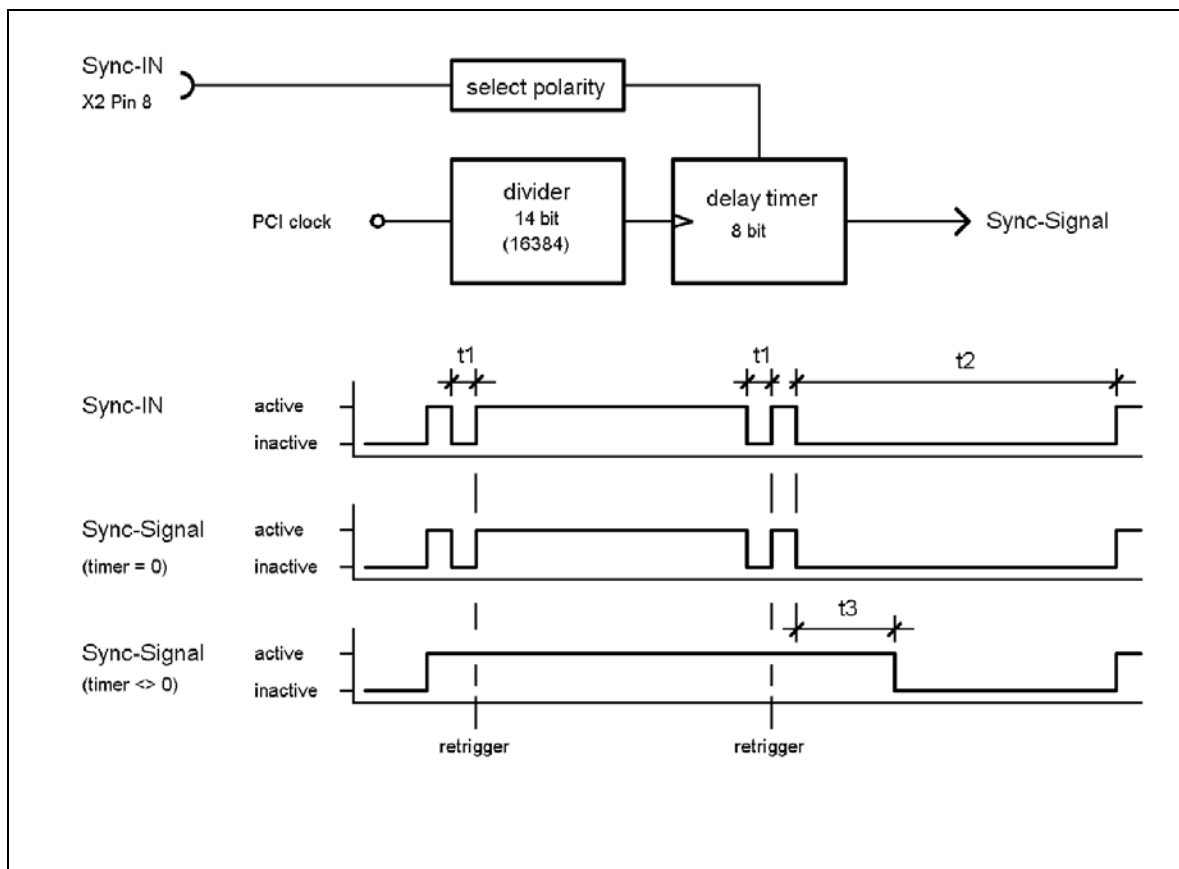 Sync-IN
X2 Pin 8
select polarity
PCI clock
divider
14 bit
(16384)
delay timer
8 bit
Sync-Signal
t1
t1
t2
Sync-IN
active
inactive
Sync-Signal
(timer = 0)
active
inactive
t3
Sync-Signal
(timer <> 0)
active
inactive
retrigger
retrigger